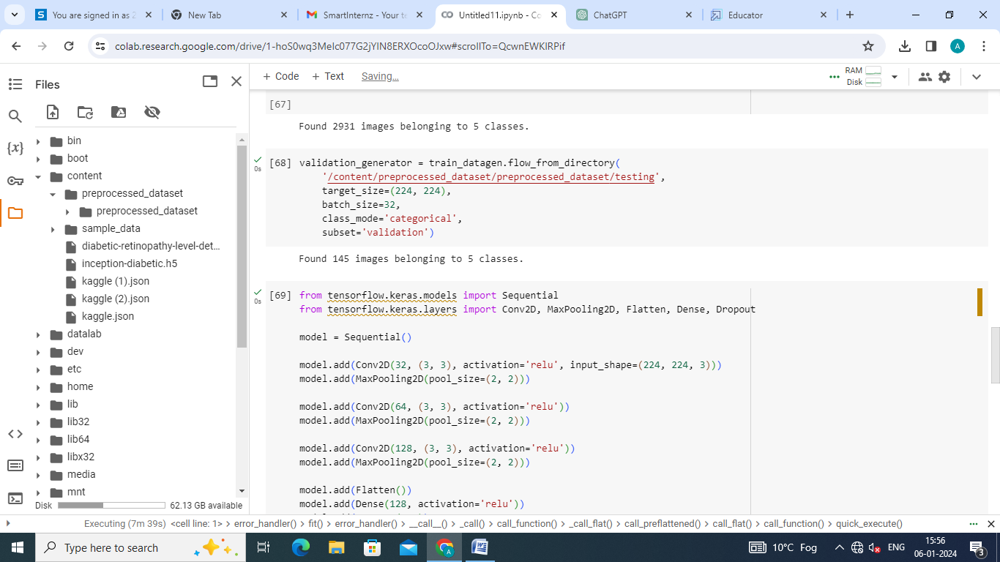 You are signed in as 2
New Tab
SmartInternz - Your te
Untitled11.ipynb - Co
ChatGPT
Educator
colab.research.google.com/drive/1-hoS0wq3Melc077G2jYIN8ERXOcoOJxw#scrollTo=QcwnEWKlRPif
A
Files
+ Code + Text Saving...
RAM
Disk
bin
boot
content
preprocessed_dataset
preprocessed_dataset
sample_data
diabetic-retinopathy-level-det...
inception-diabetic.h5
kaggle (1).json
kaggle (2).json
kaggle.json
datalab
dev
etc
home
lib
lib32
lib64
libx32
media
mnt
Disk 62.13 GB available
[67]
Found 2931 images belonging to 5 classes.
0s
[68] validation_generator = train_datagen.flow_from_directory(
'/content/preprocessed_dataset/preprocessed_dataset/testing',
target_size=(224, 224),
batch_size=32,
class_mode='categorical',
subset='validation')
Found 145 images belonging to 5 classes.
0s
[69] from tensorflow.keras.models import Sequential
from tensorflow.keras.layers import Conv2D, MaxPooling2D, Flatten, Dense, Dropout
model = Sequential()
model.add(Conv2D(32, (3, 3), activation='relu', input_shape=(224, 224, 3)))
model.add(MaxPooling2D(pool_size=(2, 2)))
model.add(Conv2D(64, (3, 3), activation='relu'))
model.add(MaxPooling2D(pool_size=(2, 2)))
model.add(Conv2D(128, (3, 3), activation='relu'))
model.add(MaxPooling2D(pool_size=(2, 2)))
model.add(Flatten())
model.add(Dense(128, activation='relu'))
Executing (7m 39s) <cell line: 1> > error_handler() > fit() > error_handler() > __call__() > _call() > call_function() > _call_flat() > call_preflattened() > call_flat() > call_function() > quick_execute()
Type here to search
10°C Fog
ENG
15:56
06-01-2024
3